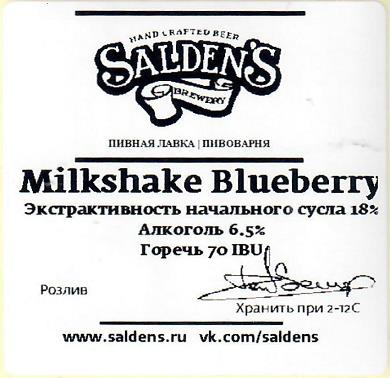 HAND CRAFTED BEER
SALDEN'S
BREWERY
ПИВНАЯ ЛАВКА | ПИВОВАРНЯ
Milkshake Blueberry
Экстрактивность начального сусла 18%
Алкоголь 6.5%
Горечь 70 IBU
Розлив
Хранить при 2-12С
www.saldens.ru vk.com/saldens